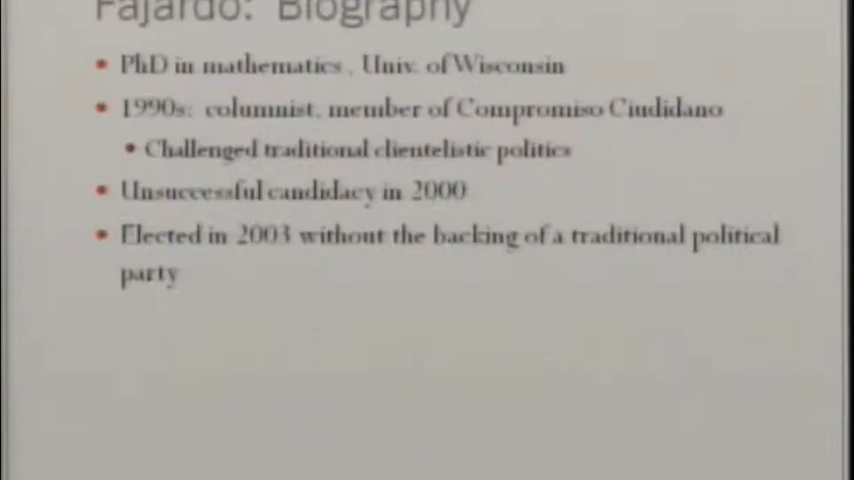 Fajardo: Biography
PhD in mathematics , Univ. of Wisconsin
1990s: columnist, member of Compromiso Ciudidano
Challenged traditional clientelistic politics
Unsuccessful candidacy in 2000
Elected in 2003 without the backing of a traditional political
party